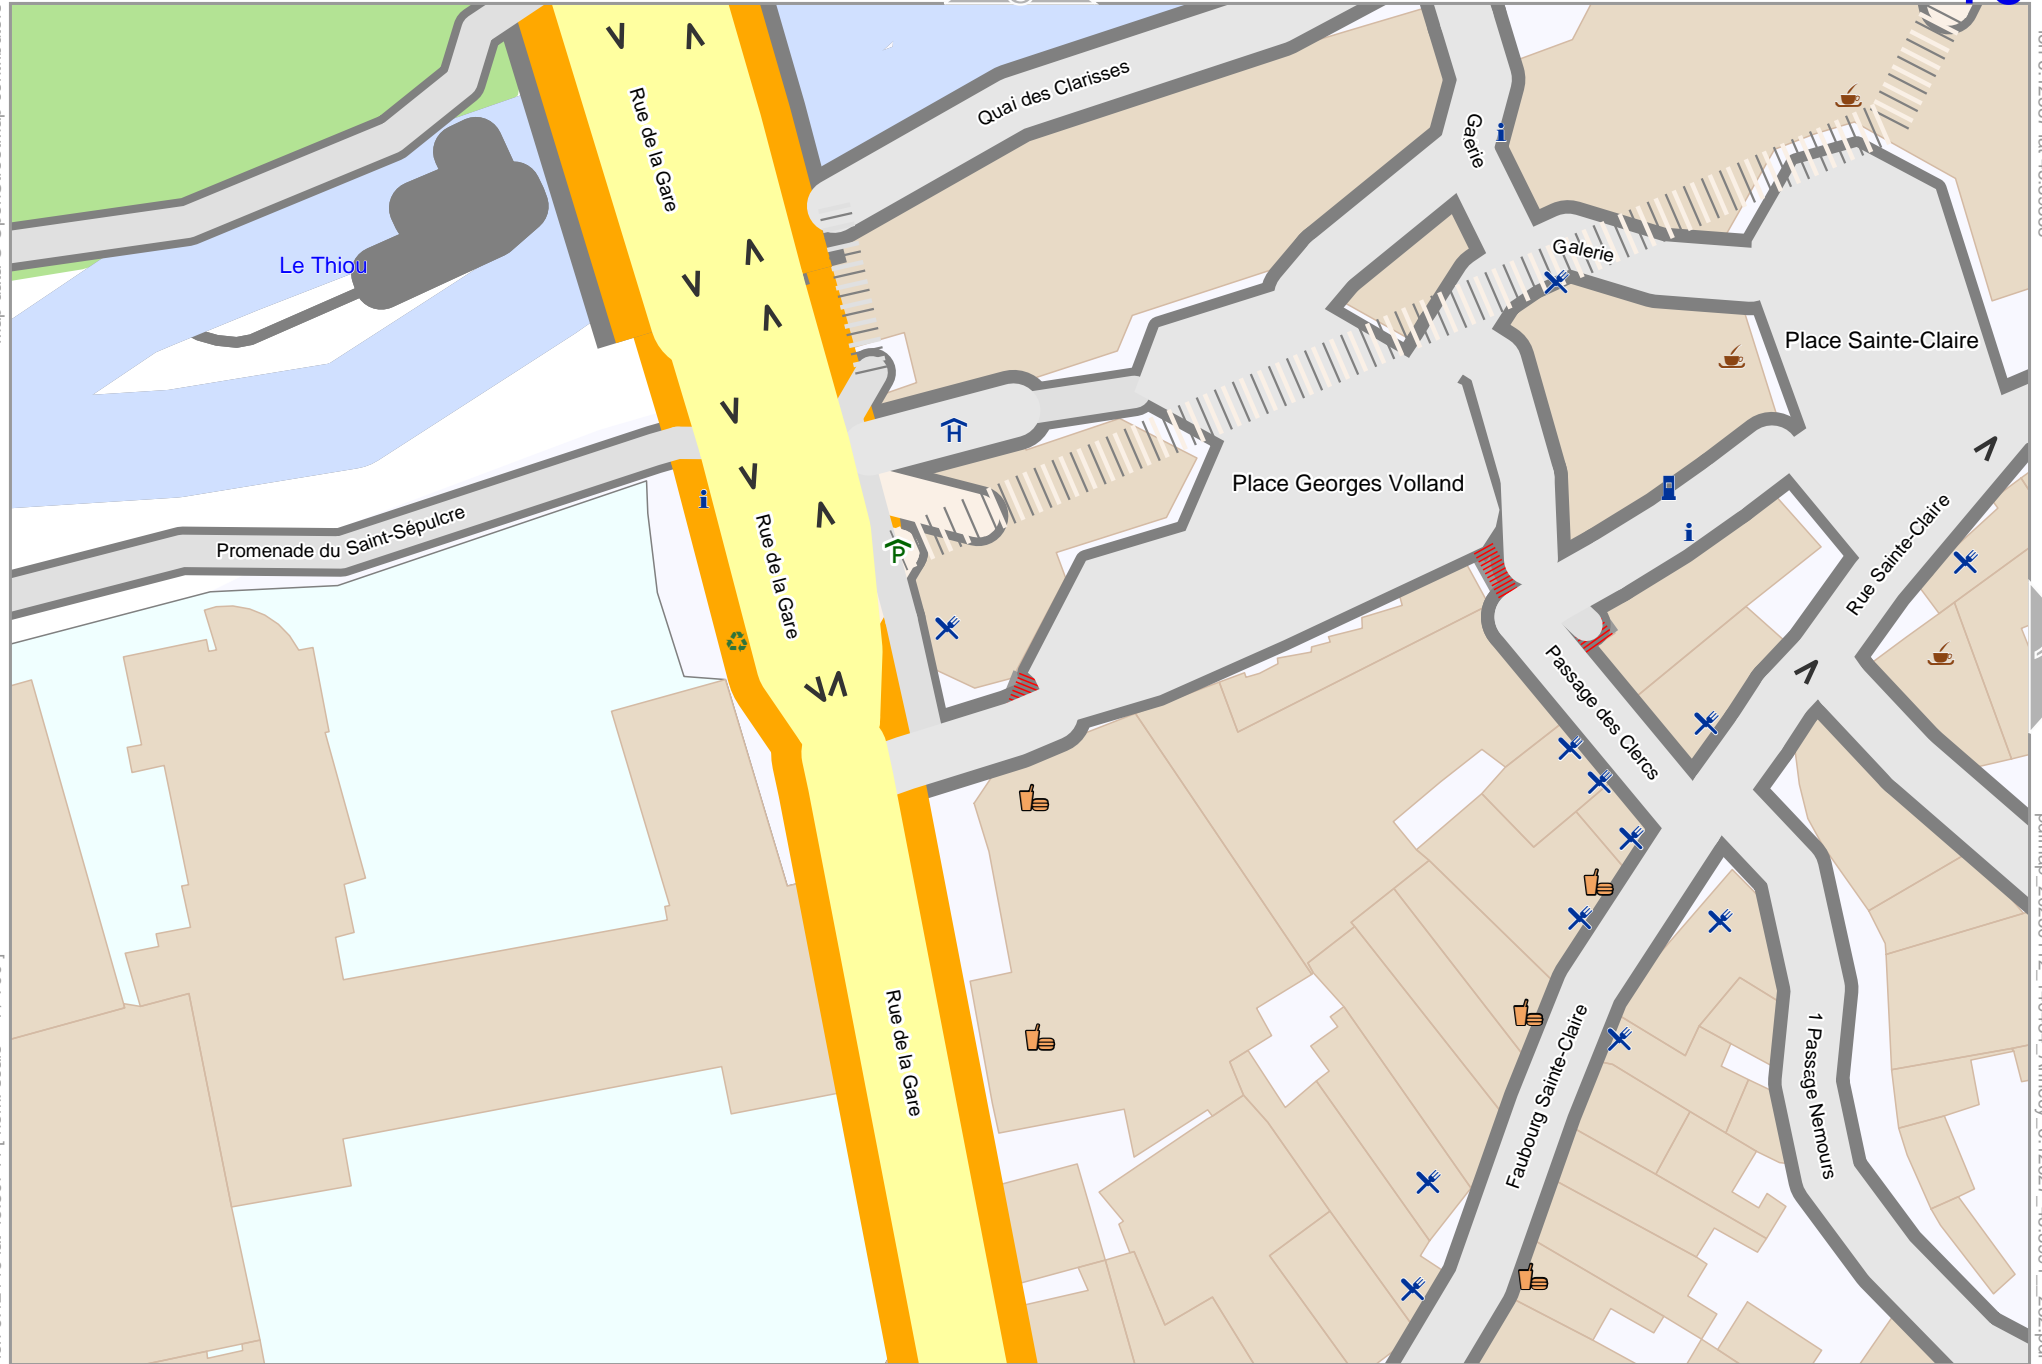 Quai des Clarisses
Rue de la Gare
Gaerie
Le Thiou
Galerie
Place Sainte-Claire
Place Georges Volland
Promenade du Saint-Sépulcre
Rue de la Gare
Rue Sainte-Claire
Passage des Clercs
Rue de la Gare
Faubourg Sainte-Claire
1 Passage Nemours
H
P
i
i
i